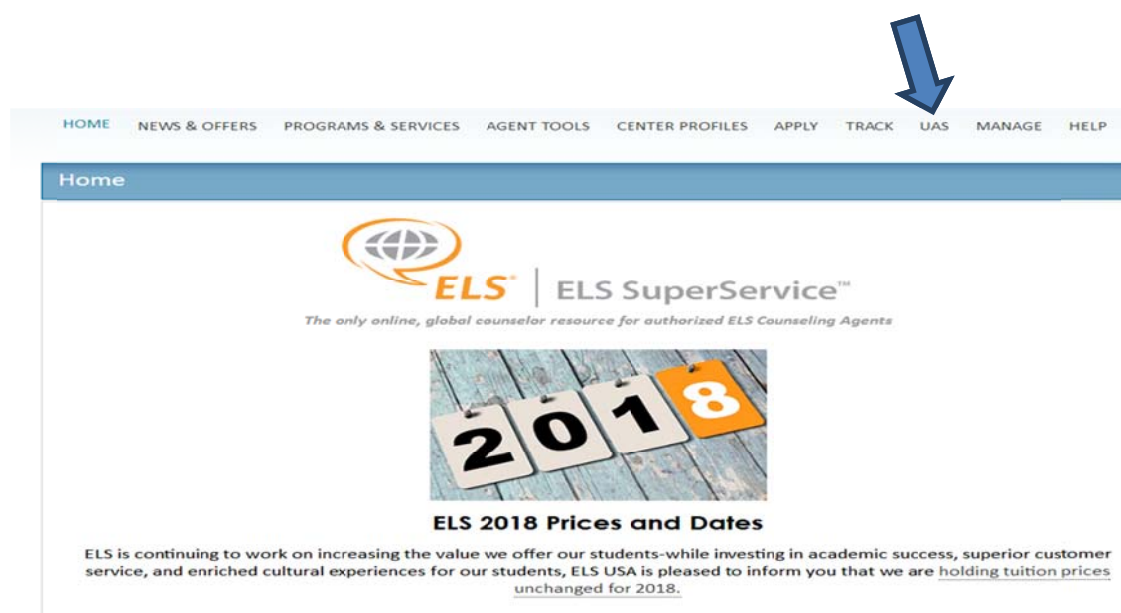 HOME NEWS & OFFERS PROGRAMS & SERVICES AGENT TOOLS CENTER PROFILES APPLY TRACK UAS MANAGE HELP
Home
ELS® | ELS SuperService™
The only online, global counselor resource for authorized ELS Counseling Agents
2018
ELS 2018 Prices and Dates
ELS is continuing to work on increasing the value we offer our students-while investing in academic success, superior customer
service, and enriched cultural experiences for our students, ELS USA is pleased to inform you that we are holding tuition prices
unchanged for 2018.